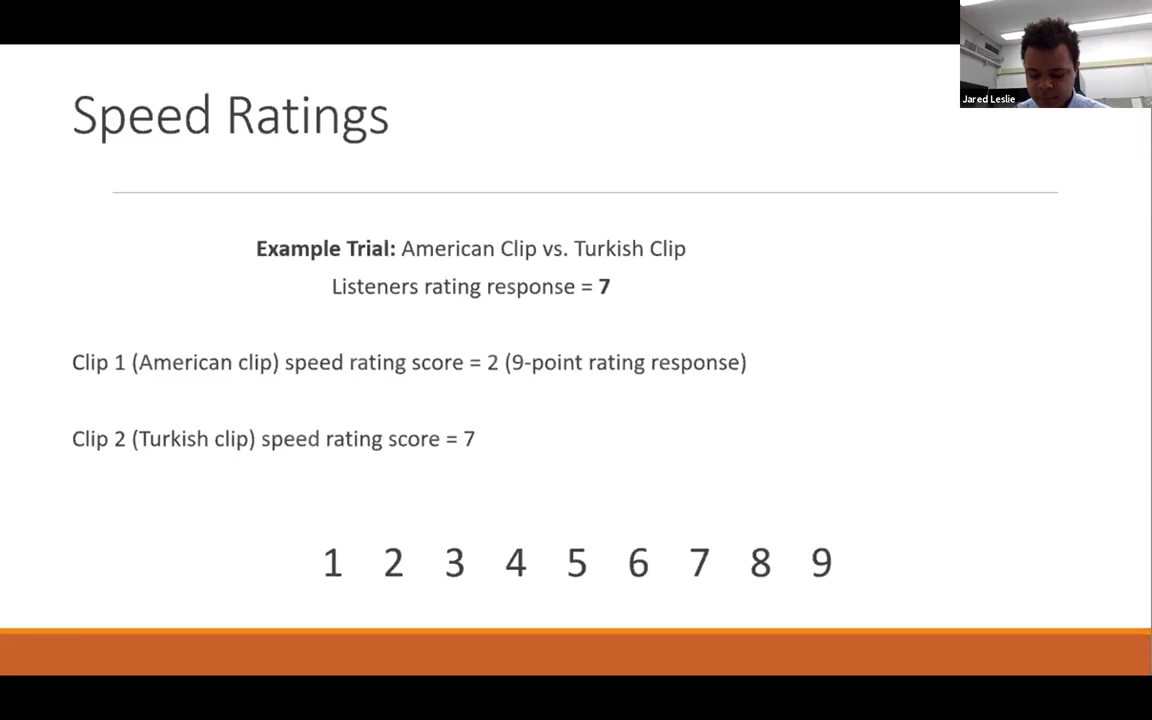 Jared Leslie
Speed Ratings
Example Trial: American Clip vs. Turkish Clip
Listeners rating response = 7
Clip 1 (American clip) speed rating score = 2 (9-point rating response)
Clip 2 (Turkish clip) speed rating score = 7
1 2 3 4 5 6 7 8 9